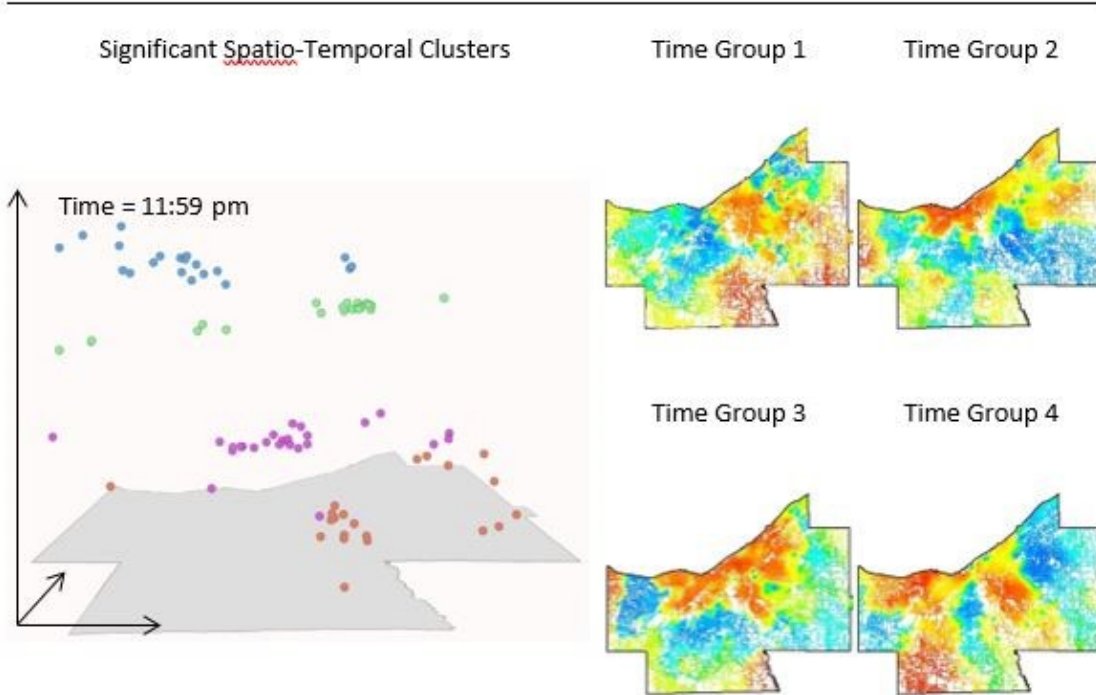 Significant Spatio-Temporal Clusters
Time Group 1
Time Group 2
Time = 11:59 pm
Time Group 3
Time Group 4